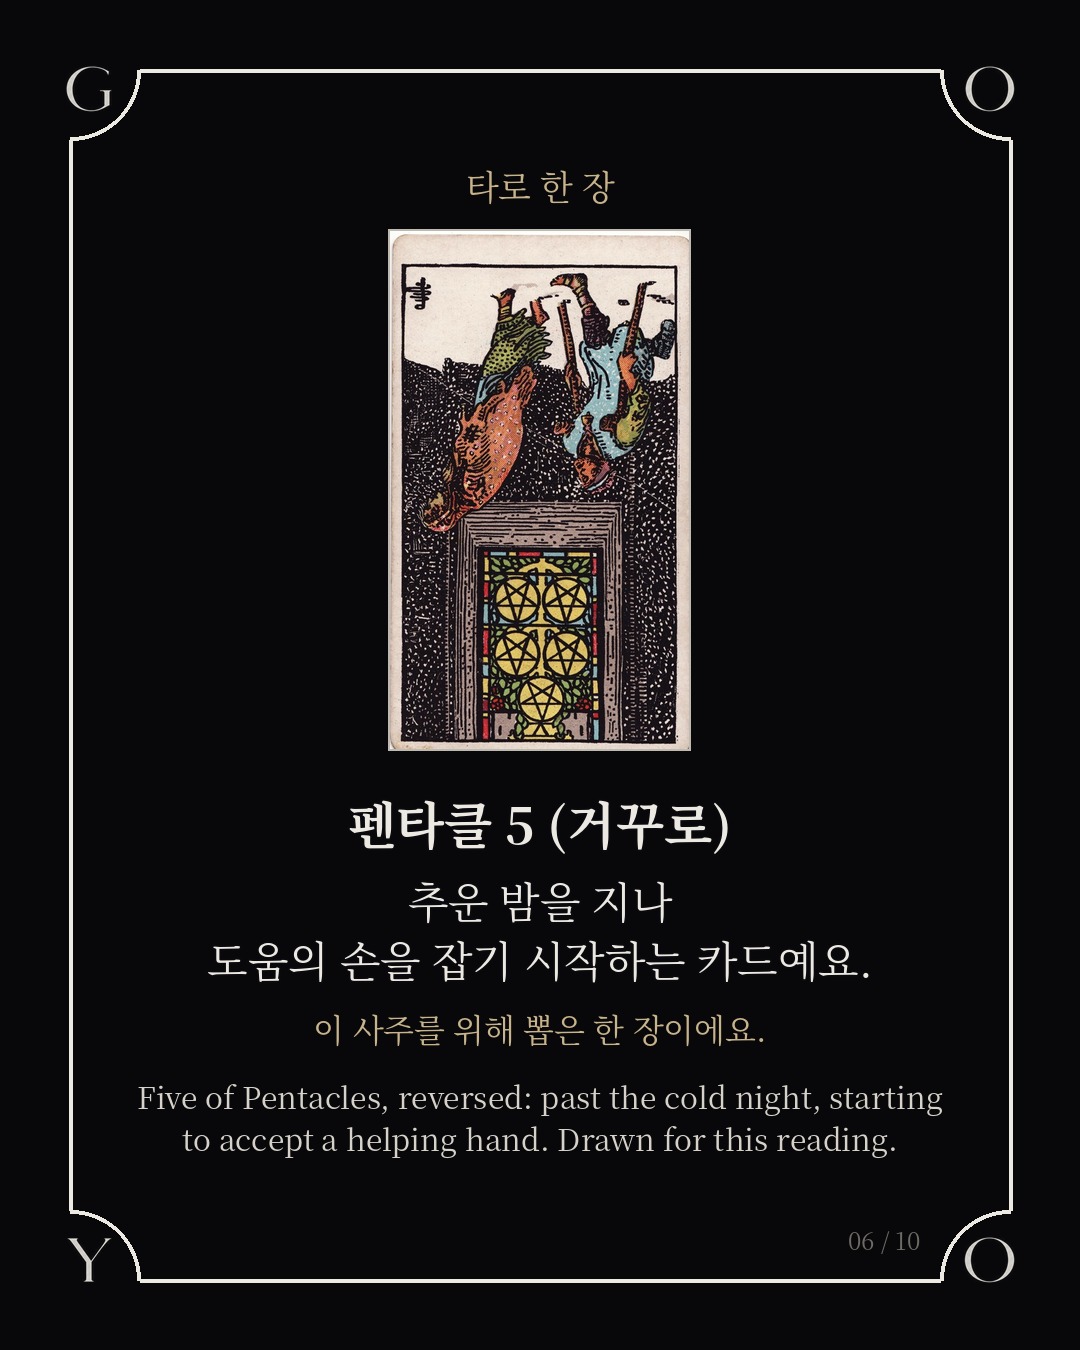 G
O
타로 한 장
펜타클 5 (거꾸로)
추운 밤을 지나
도움의 손을 잡기 시작하는 카드예요.
이 사주를 위해 뽑은 한 장이에요.
Five of Pentacles, reversed: past the cold night, starting
to accept a helping hand. Drawn for this reading.
06 / 10
Y
O